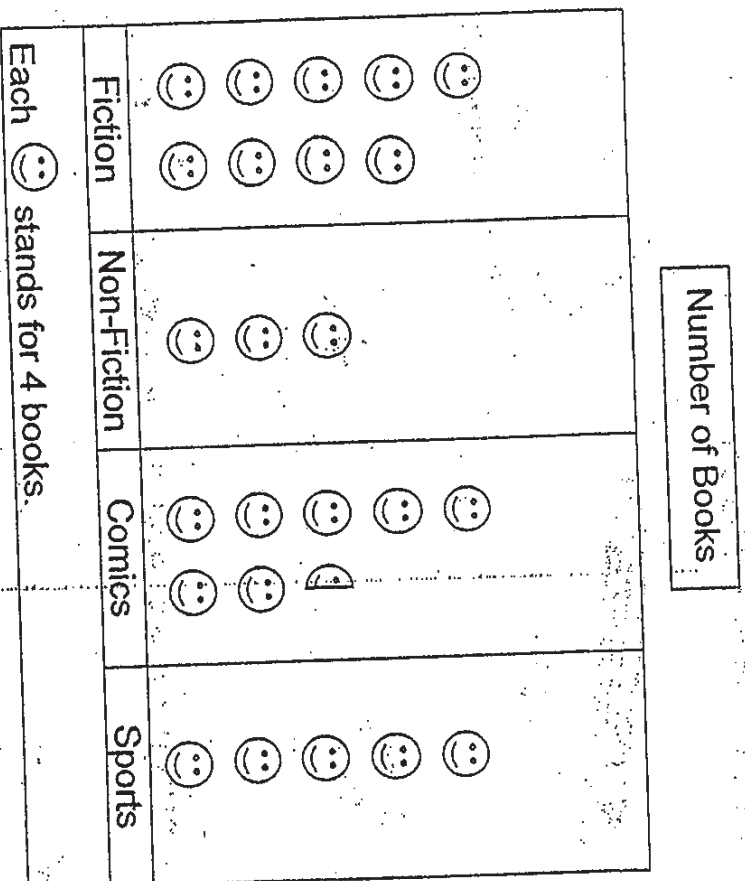 Number of Books
Fiction
Non-Fiction
Comics
Sports
Each stands for 4 books.